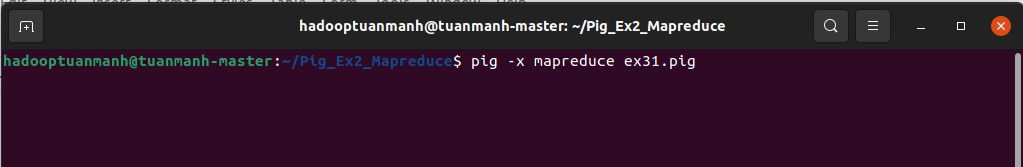 hadooptuanmanh@tuanmanh-master: ~/Pig_Ex2_Mapreduce
hadooptuanmanh@tuanmanh-master:~/Pig_Ex2_Mapreduce$ pig -x mapreduce ex31.pig